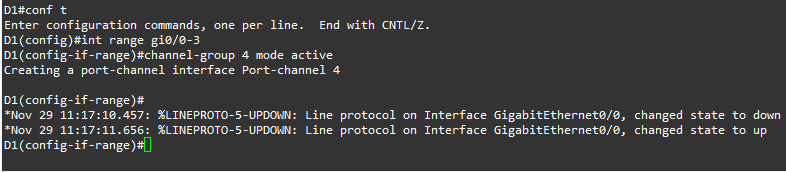 D1#conf t
Enter configuration commands, one per line.  End with CNTL/Z.
D1(config)#int range gi0/0-3
D1(config-if-range)#channel-group 4 mode active
Creating a port-channel interface Port-channel 4

D1(config-if-range)#
*Nov 29 11:17:10.457: %LINEPROTO-5-UPDOWN: Line protocol on Interface GigabitEthernet0/0, changed state to down
*Nov 29 11:17:11.656: %LINEPROTO-5-UPDOWN: Line protocol on Interface GigabitEthernet0/0, changed state to up
D1(config-if-range)#